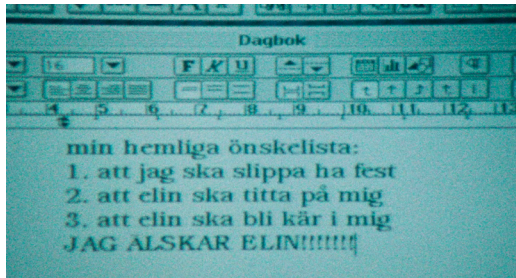 Dagbok
16
F K U
4 5 6 7 8 9 10 11 12 13
min hemliga önskelista:
1. att jag ska slippa ha fest
2. att elin ska titta på mig
3. att elin ska bli kär i mig
JAG ÄLSKAR ELIN!!!!!!!